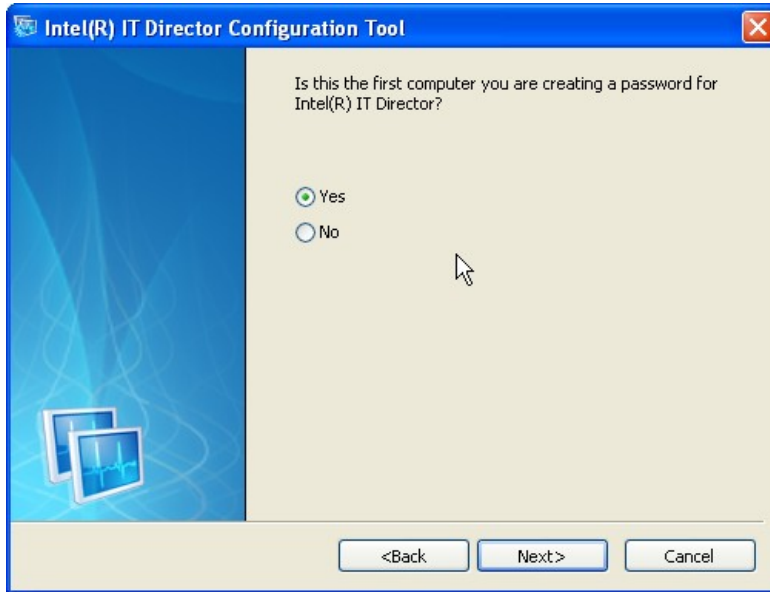 Intel(R) IT Director Configuration Tool
Is this the first computer you are creating a password for
Intel(R) IT Director?
Yes
No
<Back Next> Cancel